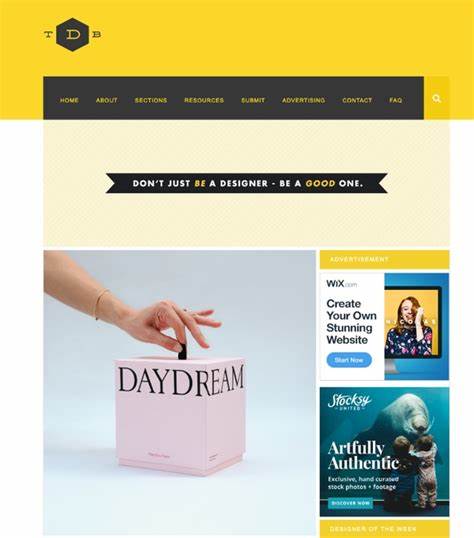 T D B
HOME ABOUT SECTIONS RESOURCES SUBMIT ADVERTISING CONTACT FAQ
DON'T JUST BE A DESIGNER - BE A GOOD ONE.
DAYDREAM
ADVERTISEMENT
WiX.com
Create
Your Own
Stunning
Website
Start Now
Stocksy
UNITED
Artfully
Authentic
Exclusive, hand curated
stock photos + footage
DISCOVER NOW
DESIGNER OF THE WEEK